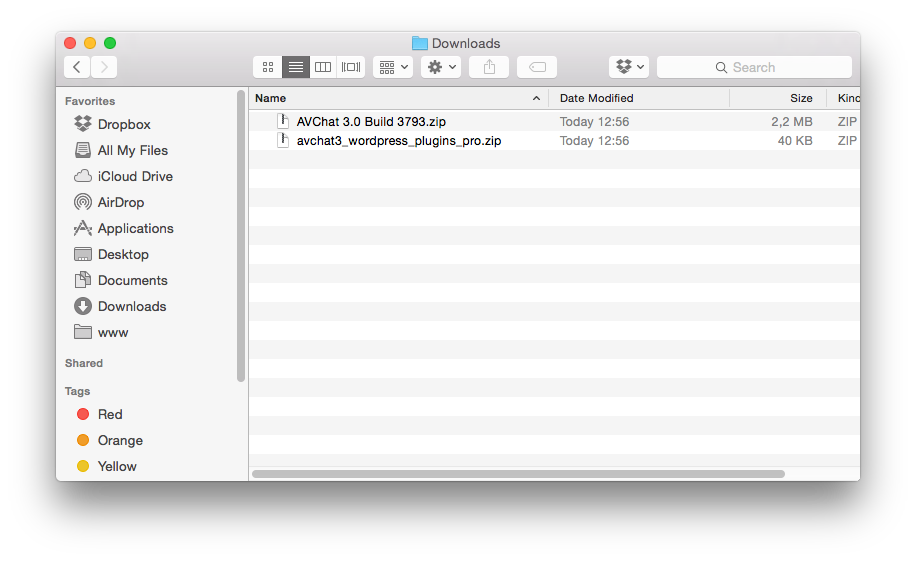 Downloads
Search
Favorites
Dropbox
All My Files
iCloud Drive
AirDrop
Applications
Desktop
Documents
Downloads
www
Shared
Tags
Red
Orange
Yellow
Name Date Modified Size Kind
AVChat 3.0 Build 3793.zip Today 12:56 2,2 MB ZIP
avchat3_wordpress_plugins_pro.zip Today 12:56 40 KB ZIP